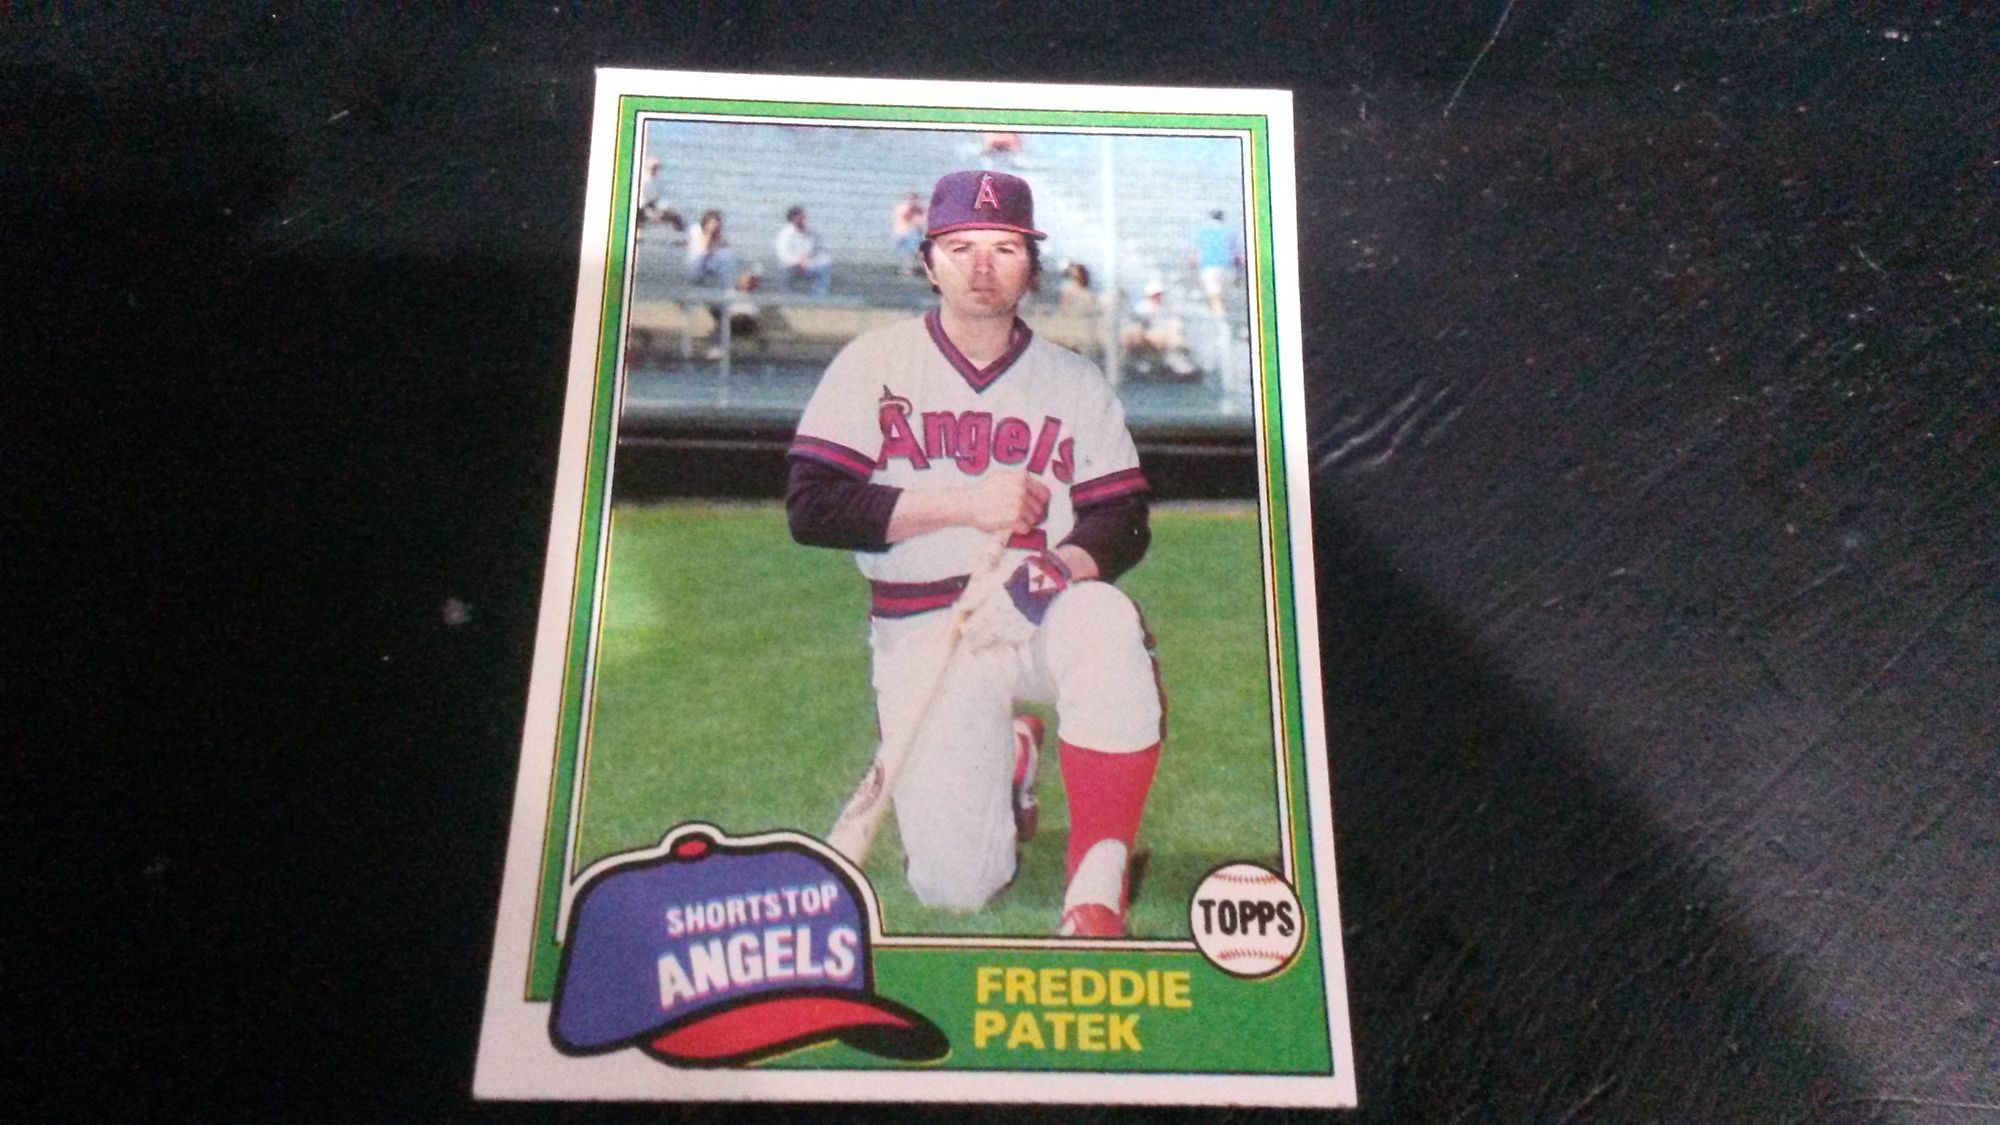 A
Angels
SHORTSTOP
ANGELS
TOPPS
FREDDIE
PATEK